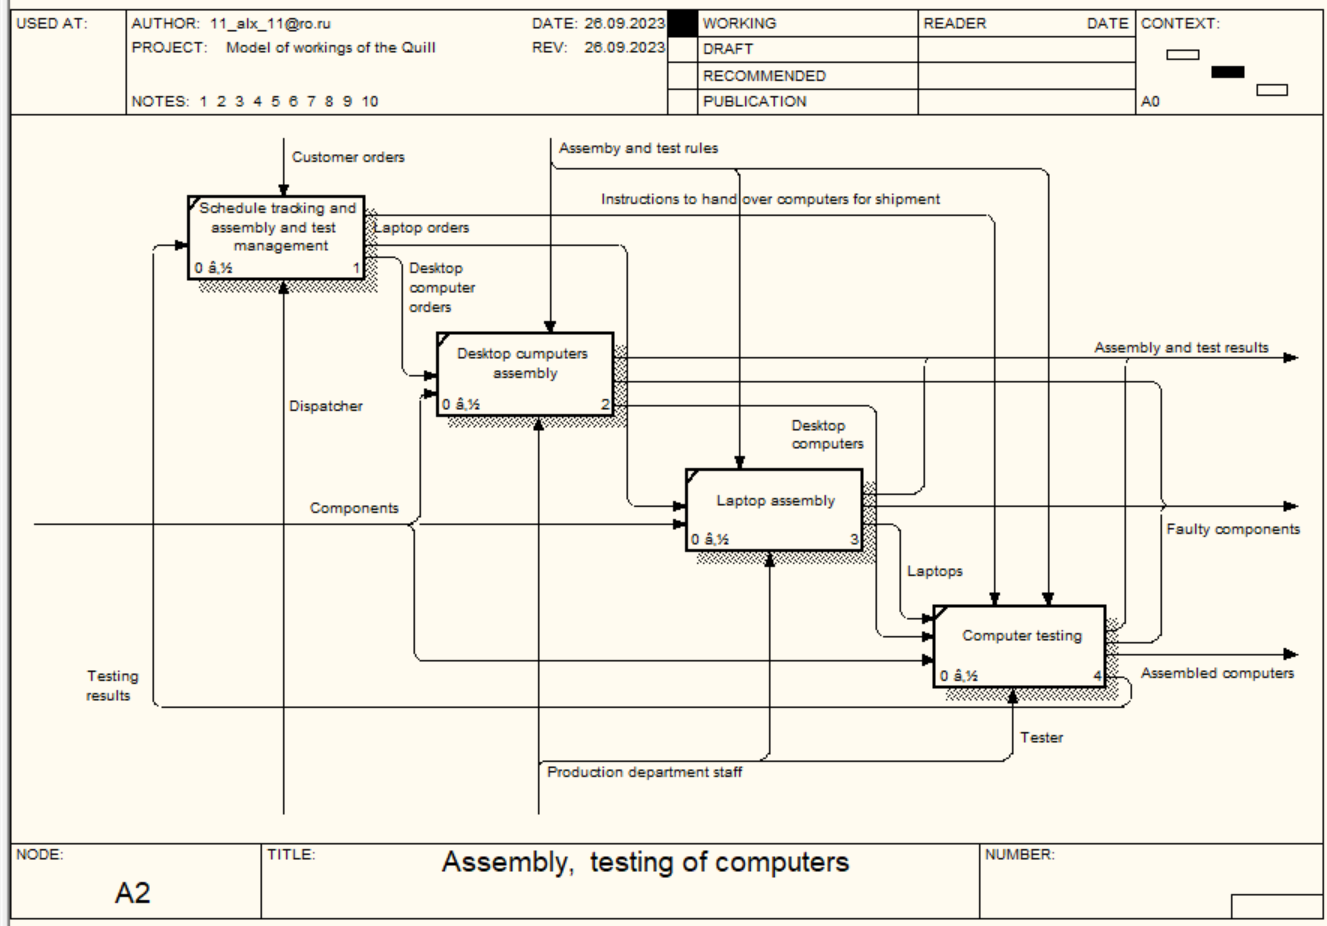 USED AT:
AUTHOR: 11_alx_11@ro.ru
DATE: 26.09.2023
WORKING
READER
DATE
CONTEXT:
PROJECT: Model of workings of the Quill
REV: 26.09.2023
DRAFT
RECOMMENDED
NOTES: 1 2 3 4 5 6 7 8 9 10
PUBLICATION
A0
Customer orders
Assemby and test rules
Instructions to hand over computers for shipment
Schedule tracking and
assembly and test
management
0 â‚½
1
Laptop orders
Desktop
computer
orders
Desktop cumputers
assembly
0 â‚½
2
Assembly and test results
Dispatcher
Desktop
computers
Components
Laptop assembly
0 â‚½
3
Faulty components
Laptops
Computer testing
0 â‚½
4
Assembled computers
Testing
results
Tester
Production department staff
NODE:
A2
TITLE:
Assembly, testing of computers
NUMBER: